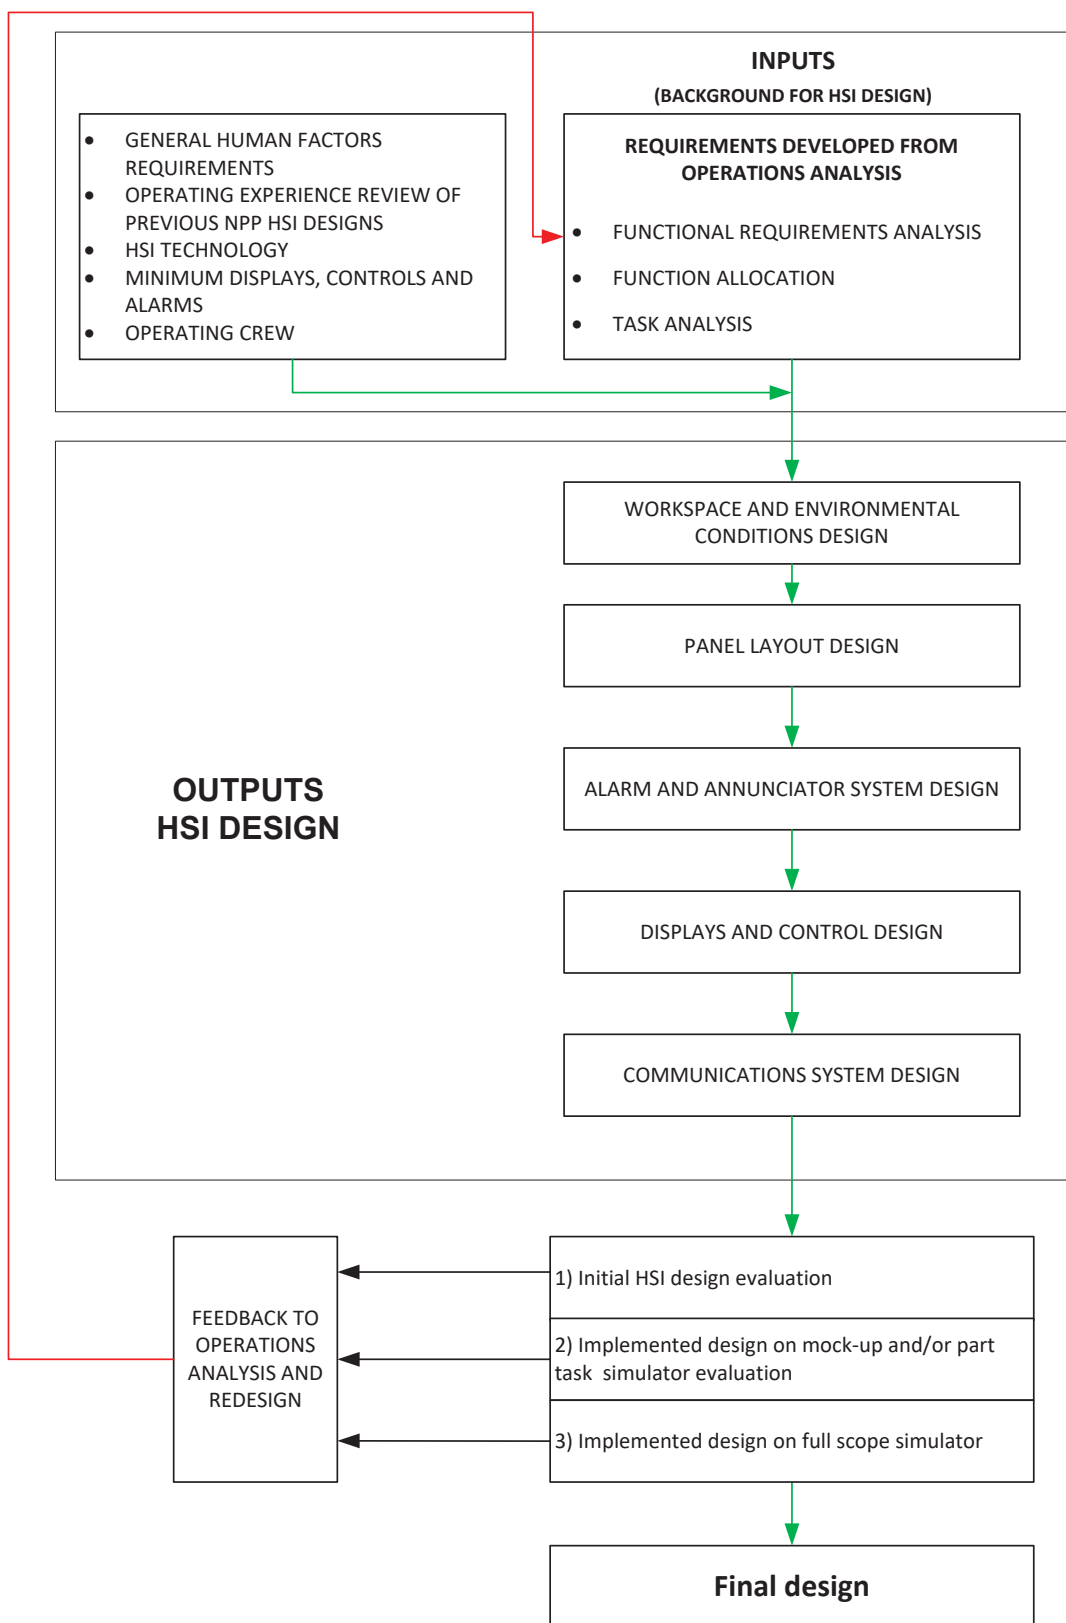 INPUTS
(BACKGROUND FOR HSI DESIGN)
• GENERAL HUMAN FACTORS
REQUIREMENTS
• OPERATING EXPERIENCE REVIEW OF
PREVIOUS NPP HSI DESIGNS
• HSI TECHNOLOGY
• MINIMUM DISPLAYS, CONTROLS AND
ALARMS
• OPERATING CREW
REQUIREMENTS DEVELOPED FROM
OPERATIONS ANALYSIS
• FUNCTIONAL REQUIREMENTS ANALYSIS
• FUNCTION ALLOCATION
• TASK ANALYSIS
OUTPUTS
HSI DESIGN
WORKSPACE AND ENVIRONMENTAL
CONDITIONS DESIGN
PANEL LAYOUT DESIGN
ALARM AND ANNUNCIATOR SYSTEM DESIGN
DISPLAYS AND CONTROL DESIGN
COMMUNICATIONS SYSTEM DESIGN
FEEDBACK TO
OPERATIONS
ANALYSIS AND
REDESIGN
1) Initial HSI design evaluation
2) Implemented design on mock-up and/or part
task simulator evaluation
3) Implemented design on full scope simulator
Final design